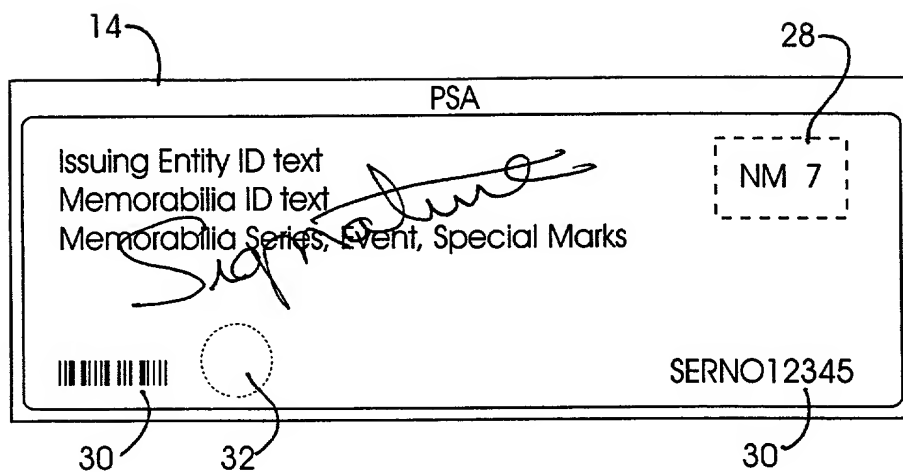 14
28
PSA
Issuing Entity ID text
NM 7
Memorabilia ID text
Memorabilia Series, Event, Special Marks
Signature
SERNO12345
30
32
30